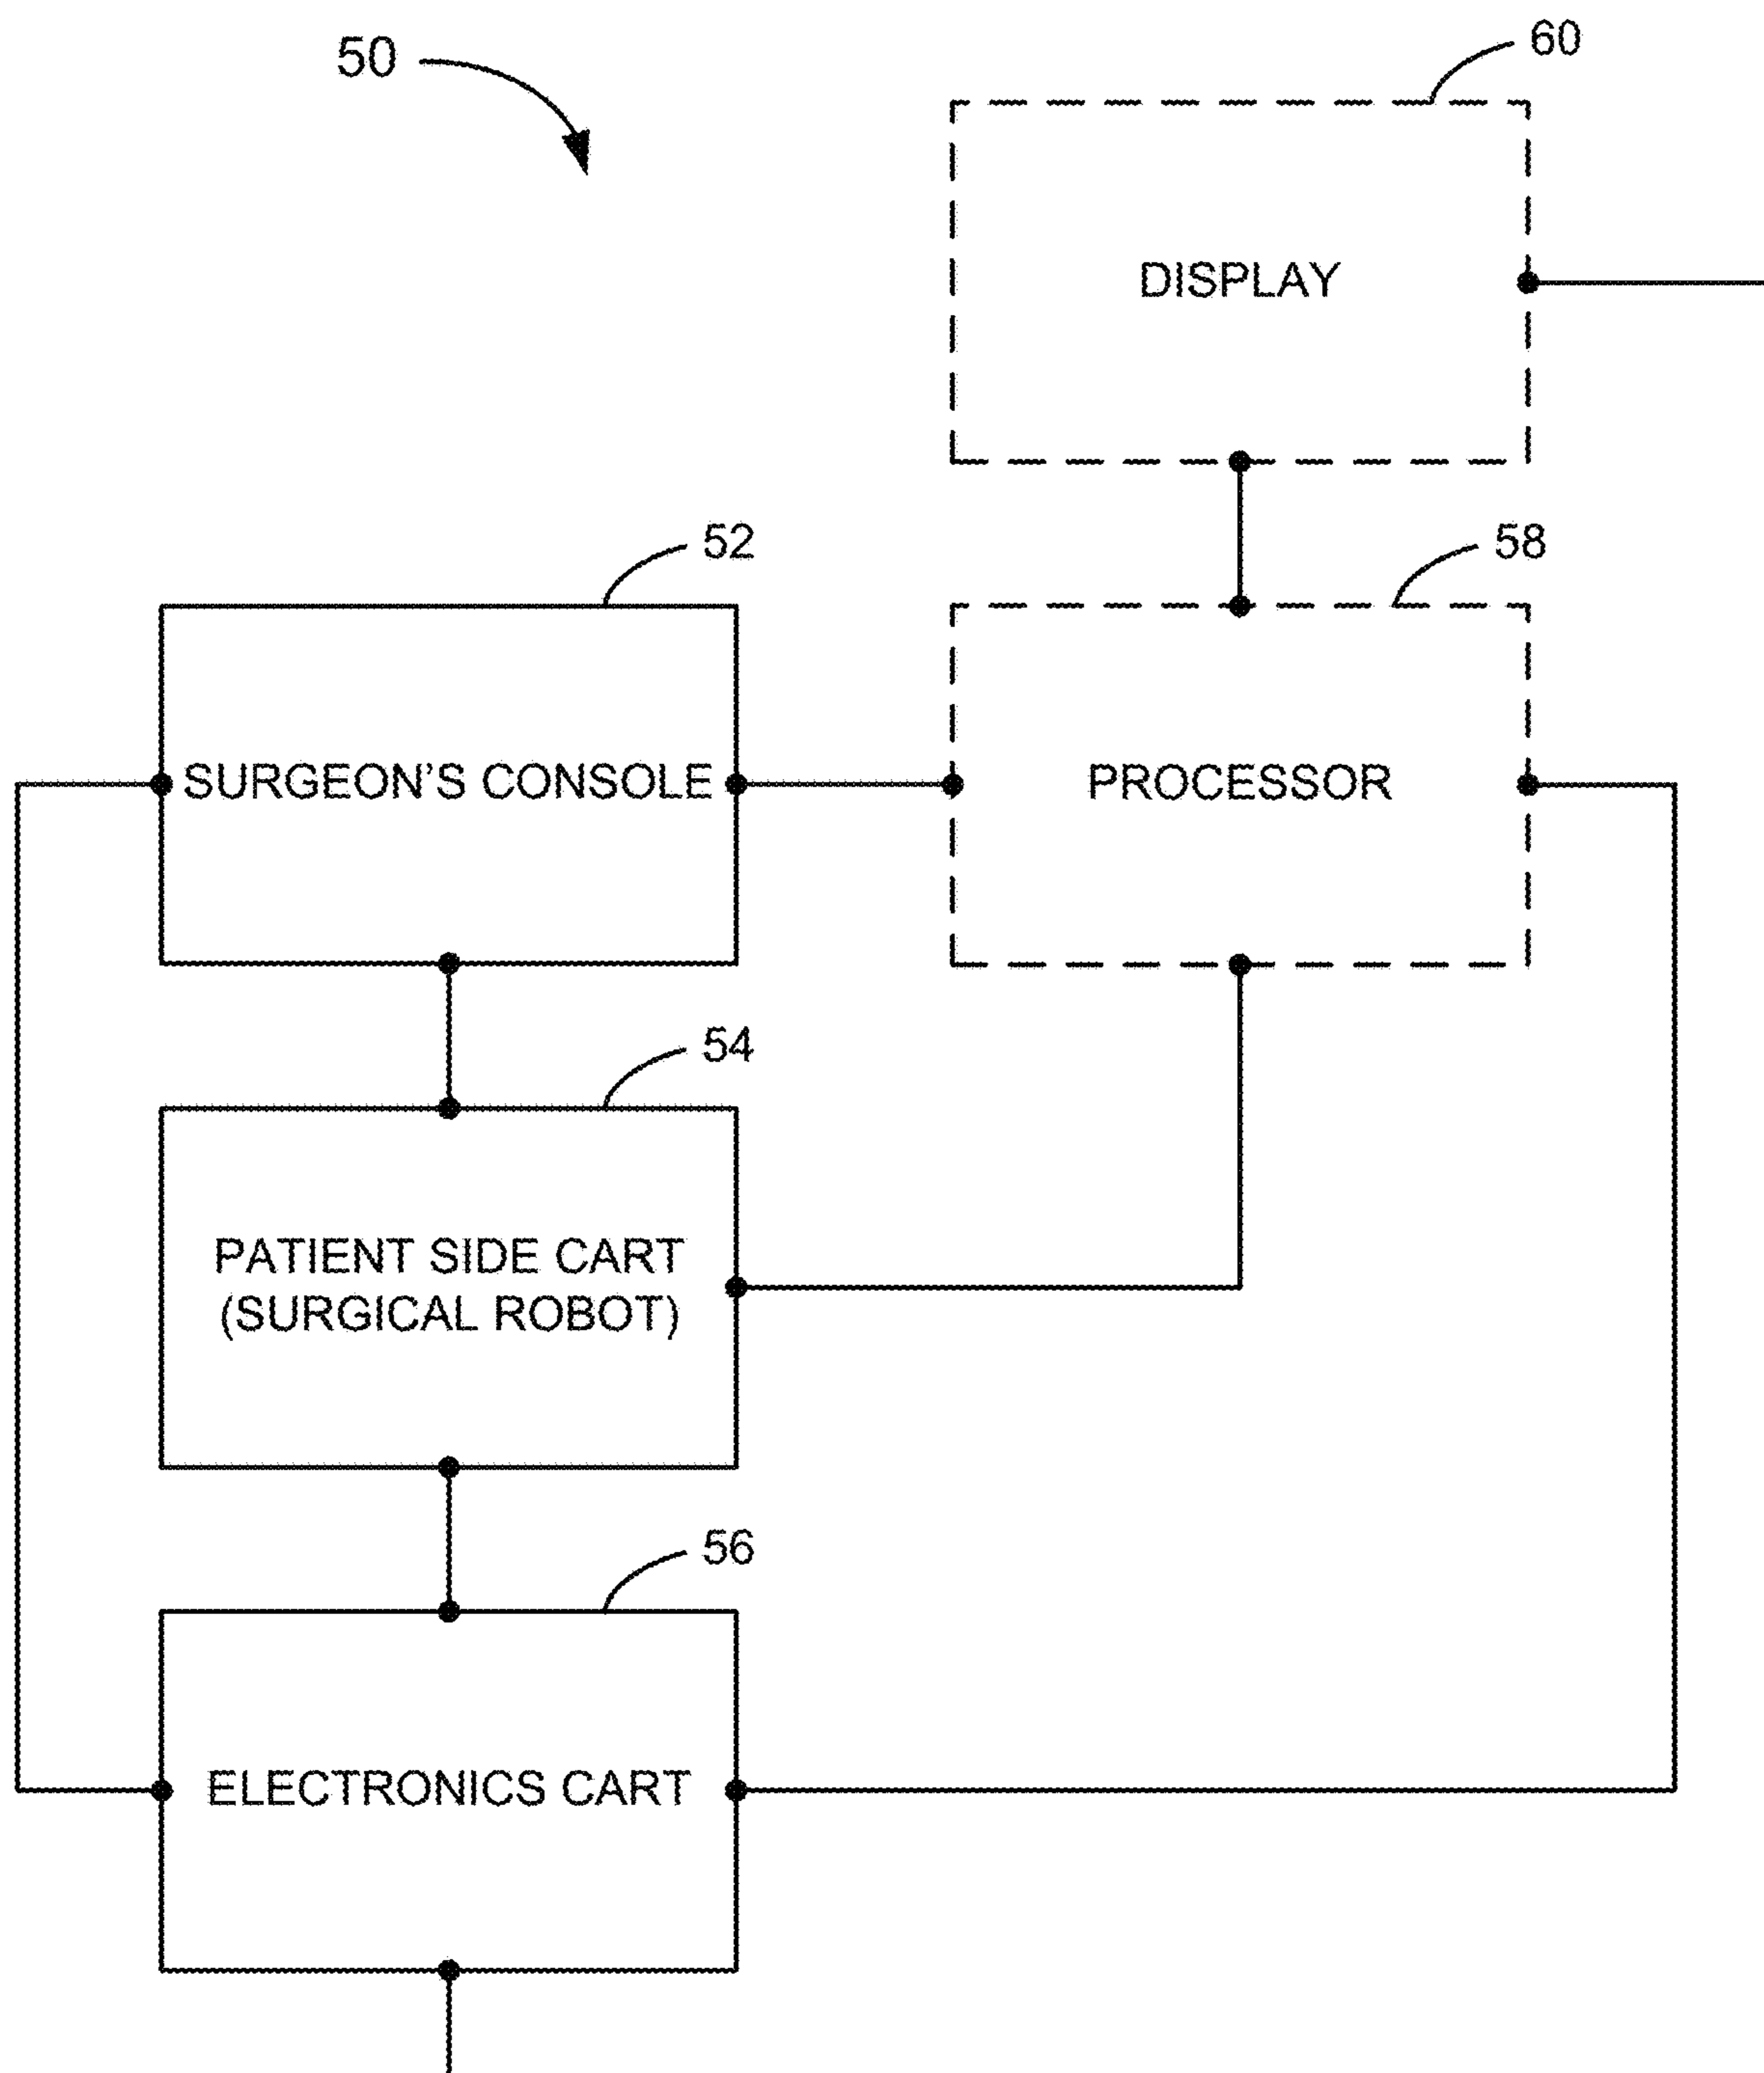 50
60
DISPLAY
52
58
SURGEON'S CONSOLE
PROCESSOR
54
PATIENT SIDE CART
(SURGICAL ROBOT)
56
ELECTRONICS CART